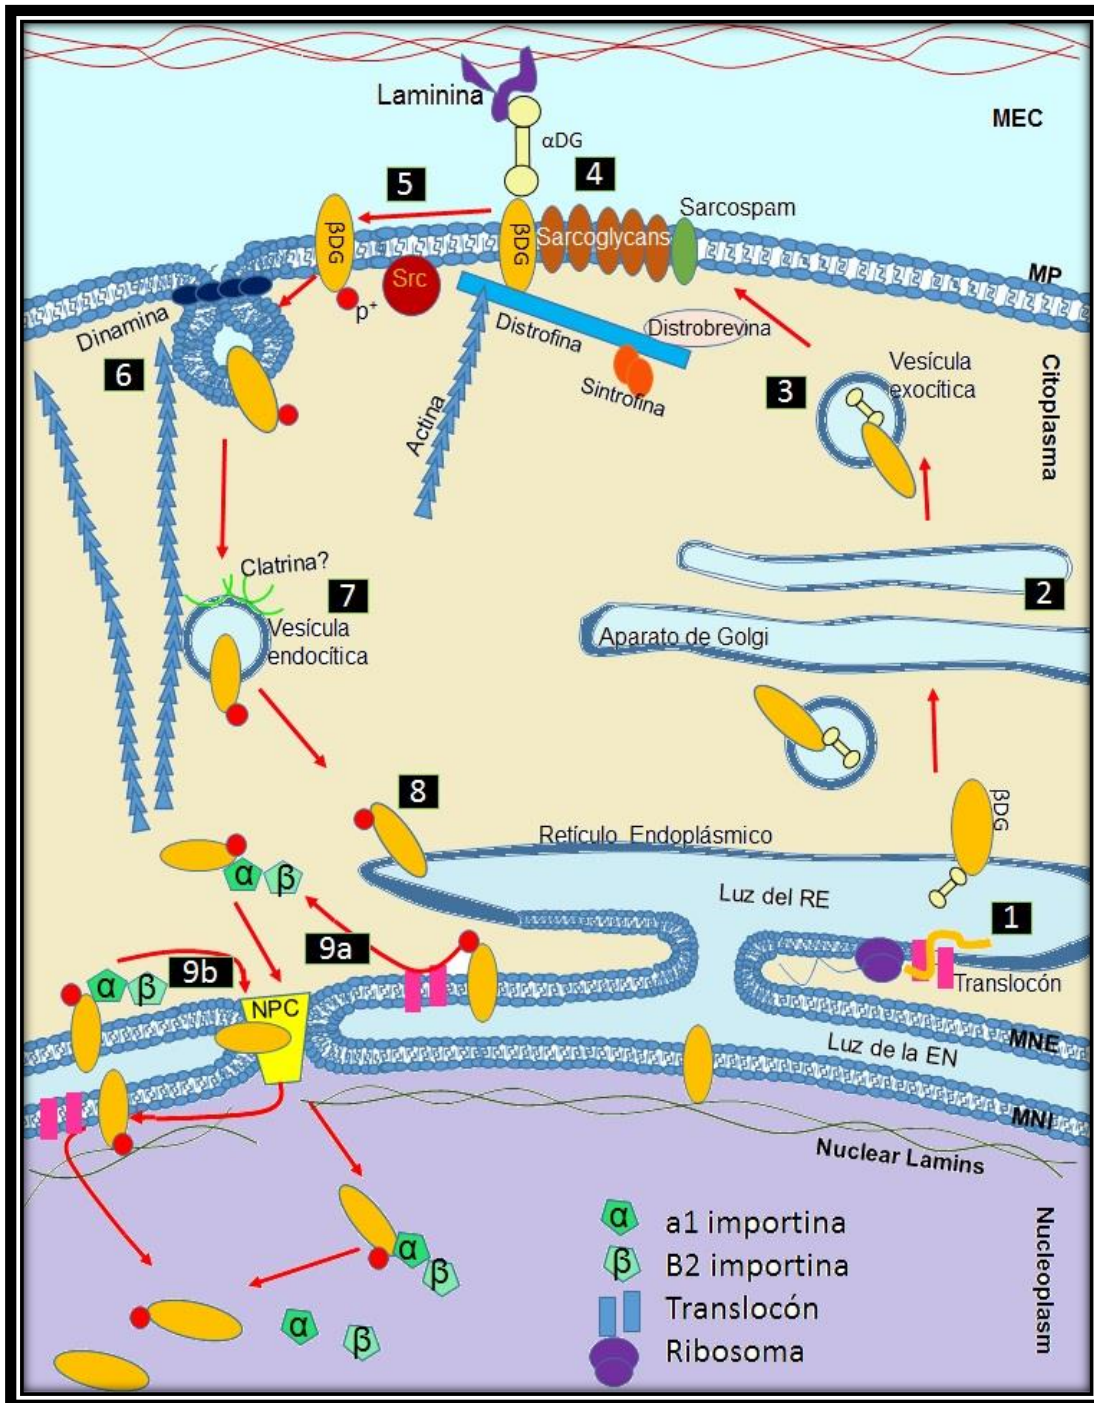 Laminina
MEC
αDG
5
4
Sarcospam
βDG
βDG
Sarcoglycans
MP
Src
p⁺
Dinamina
Distrofina
Distrobrevina
Sintrofina
Vesícula
exocítica
3
6
Actina
Citoplasma
Clatrina?
7
2
Vesícula
endocítica
Aparato de Golgi
8
βDG
Retículo Endoplásmico
Luz del RE
α β
1
9a
9b
Translocón
α β
NPC
MNE
Luz de la EN
MNI
Nuclear Lamins
Nucleoplasm
α a1 importina
β B2 importina
Translocón
Ribosoma
α
β
α
β